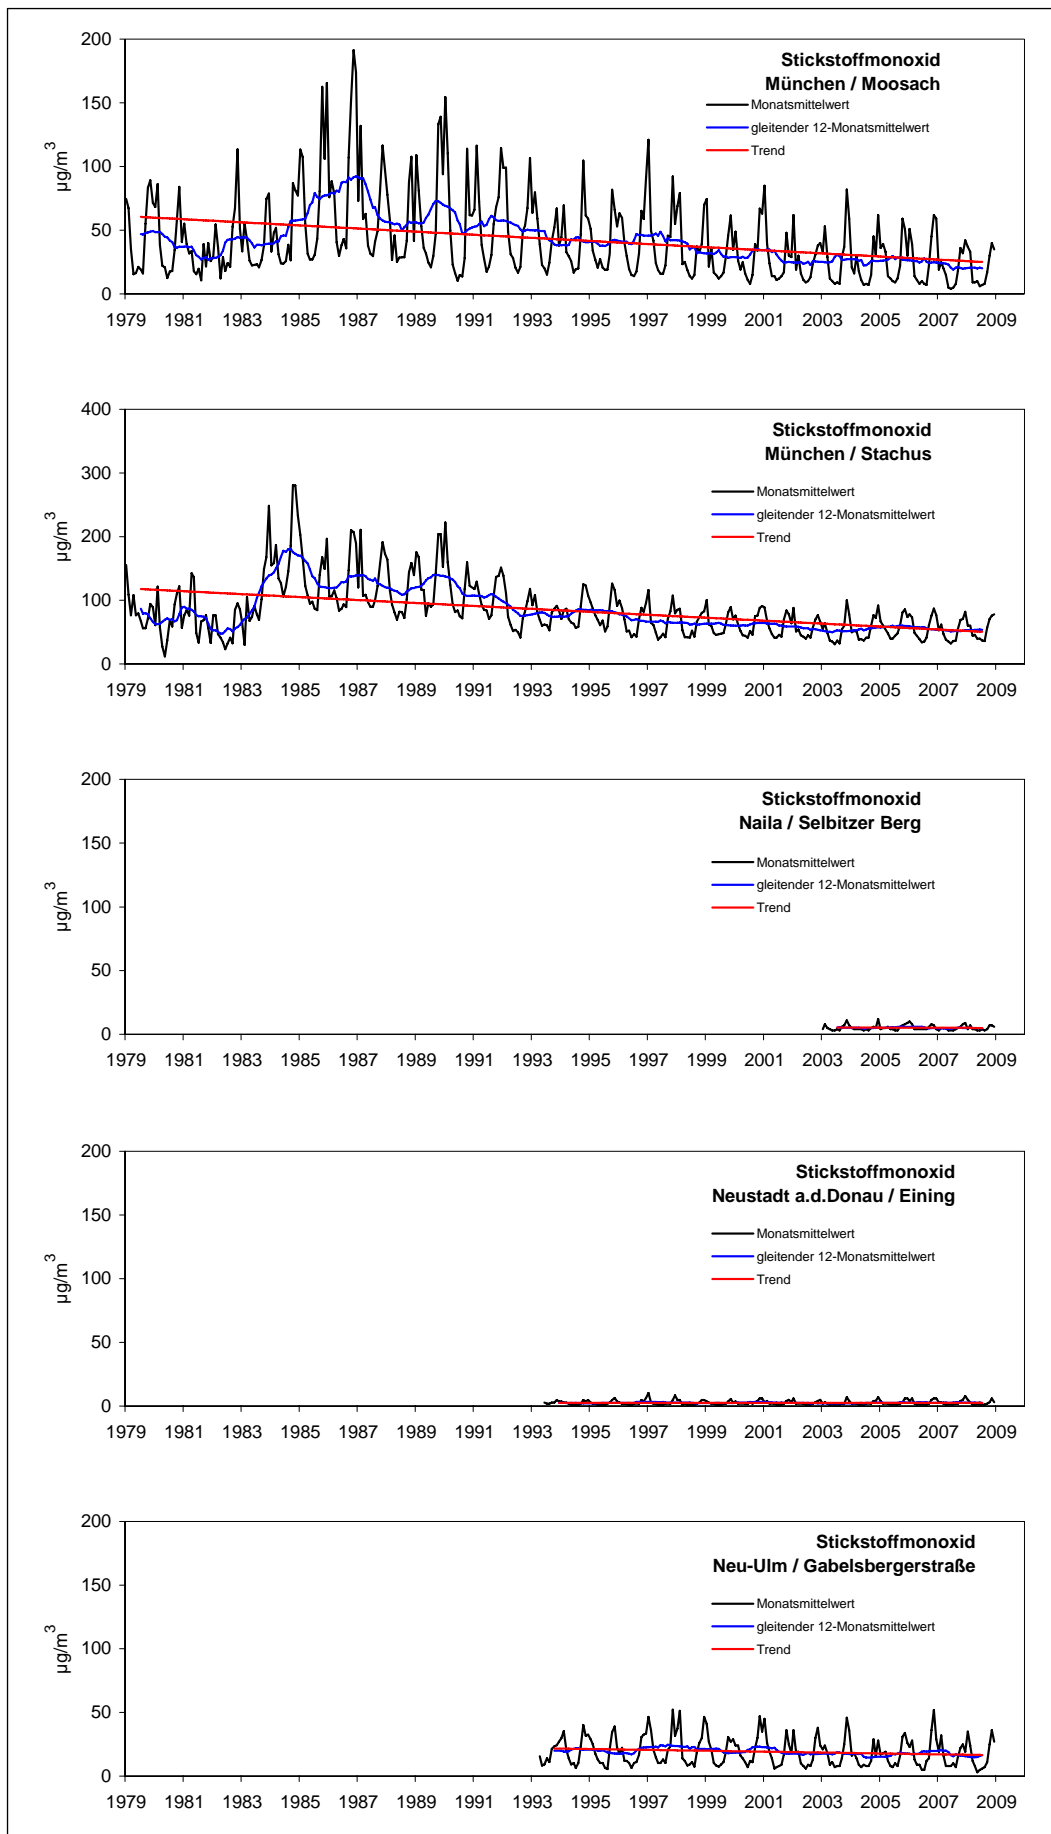 Stickstoffmonoxid
München / Moosach
Monatsmittelwert
gleitender 12-Monatsmittelwert
Trend
µg/m³
200
150
100
50
0
1979 1981 1983 1985 1987 1989 1991 1993 1995 1997 1999 2001 2003 2005 2007 2009
Stickstoffmonoxid
München / Stachus
Monatsmittelwert
gleitender 12-Monatsmittelwert
Trend
µg/m³
400
300
200
100
0
1979 1981 1983 1985 1987 1989 1991 1993 1995 1997 1999 2001 2003 2005 2007 2009
Stickstoffmonoxid
Naila / Selbitzer Berg
Monatsmittelwert
gleitender 12-Monatsmittelwert
Trend
µg/m³
200
150
100
50
0
1979 1981 1983 1985 1987 1989 1991 1993 1995 1997 1999 2001 2003 2005 2007 2009
Stickstoffmonoxid
Neustadt a.d.Donau / Eining
Monatsmittelwert
gleitender 12-Monatsmittelwert
Trend
µg/m³
200
150
100
50
0
1979 1981 1983 1985 1987 1989 1991 1993 1995 1997 1999 2001 2003 2005 2007 2009
Stickstoffmonoxid
Neu-Ulm / Gabelsbergerstraße
Monatsmittelwert
gleitender 12-Monatsmittelwert
Trend
µg/m³
200
150
100
50
0
1979 1981 1983 1985 1987 1989 1991 1993 1995 1997 1999 2001 2003 2005 2007 2009